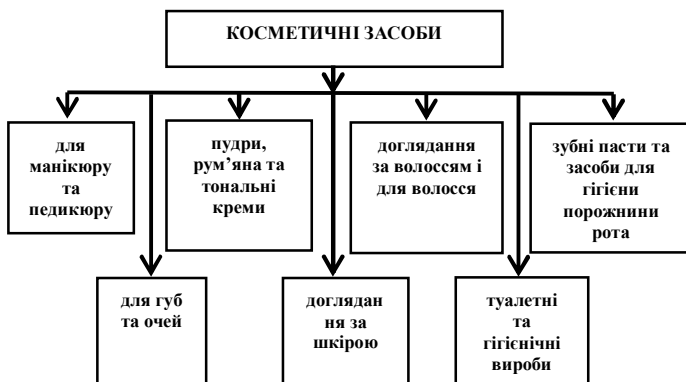 КОСМЕТИЧНІ ЗАСОБИ
для
манікюру
та
педикюру
пудри,
рум’яна та
тональні
креми
доглядання
за волоссям і
для волосся
зубні пасти та
засоби для
гігієни
порожнини
рота
для губ
та очей
доглядан
ня за
шкірою
туалетні
та
гігієнічні
вироби